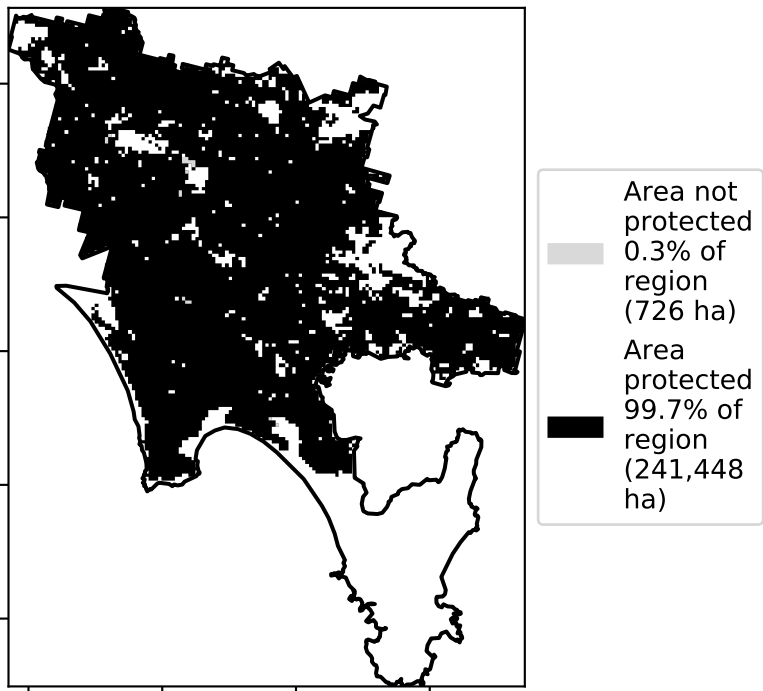 Area not
protected
0.3% of
region
(726 ha)
Area
protected
99.7% of
region
(241,448
ha)